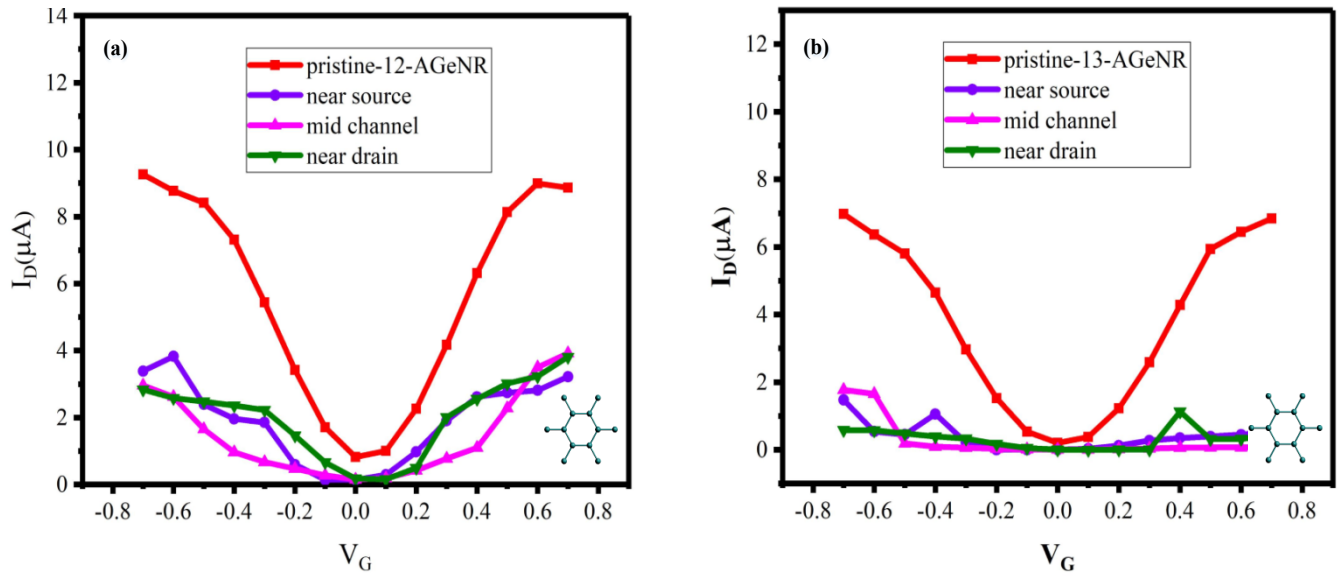 (a)
pristine-12-AGeNR
near source
mid channel
near drain
14
12
10
8
6
4
2
0
I_D(μA)
-0.8 -0.6 -0.4 -0.2 0.0 0.2 0.4 0.6 0.8
V_G
(b)
pristine-13-AGeNR
near source
mid channel
near drain
12
10
8
6
4
2
0
I_D(μA)
-0.8 -0.6 -0.4 -0.2 0.0 0.2 0.4 0.6 0.8
V_G